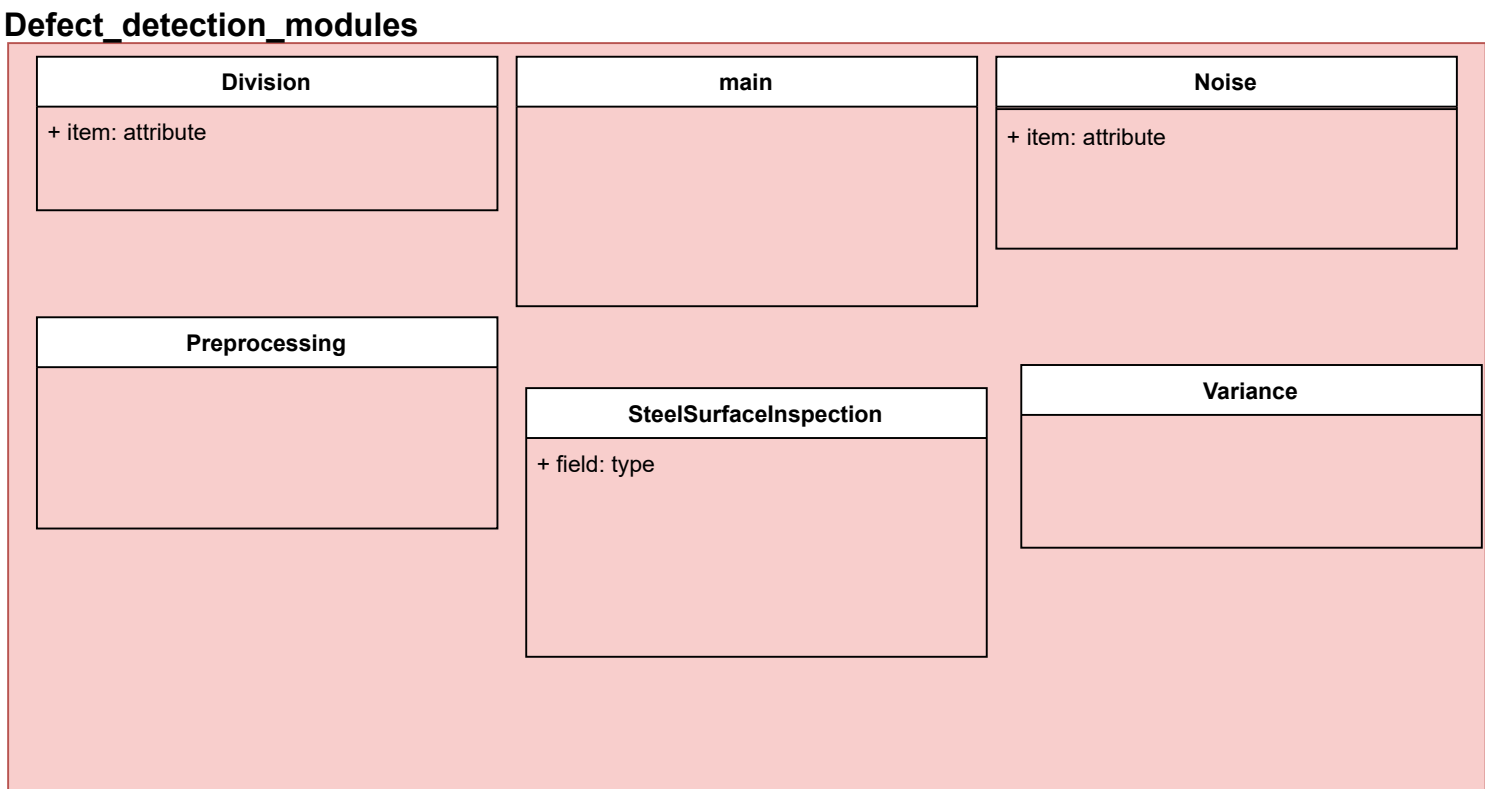 Defect_detection_modules
Division
+ item: attribute
main
Noise
+ item: attribute
Preprocessing
SteelSurfaceInspection
+ field: type
Variance